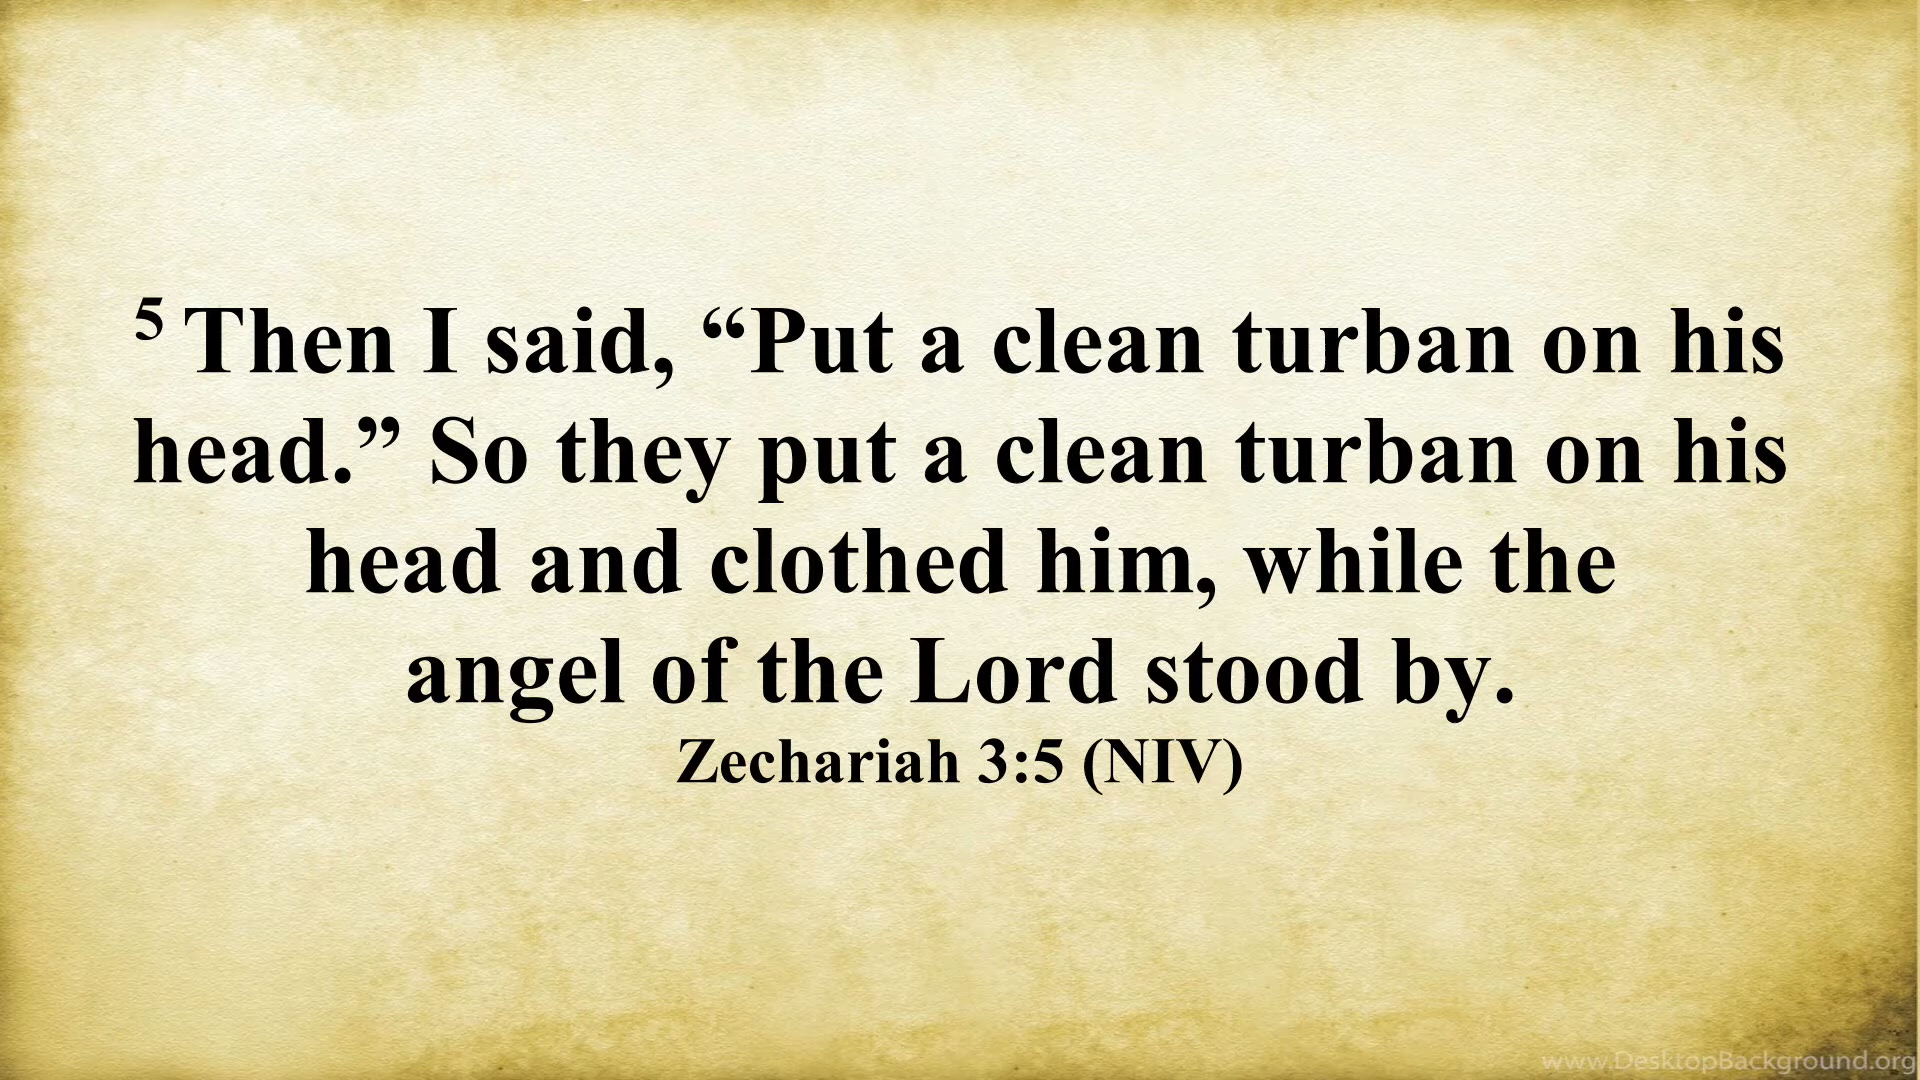 5 Then I said, “Put a clean turban on his
head.” So they put a clean turban on his
head and clothed him, while the
angel of the Lord stood by.
Zechariah 3:5 (NIV)
www.DesktopBackground.org